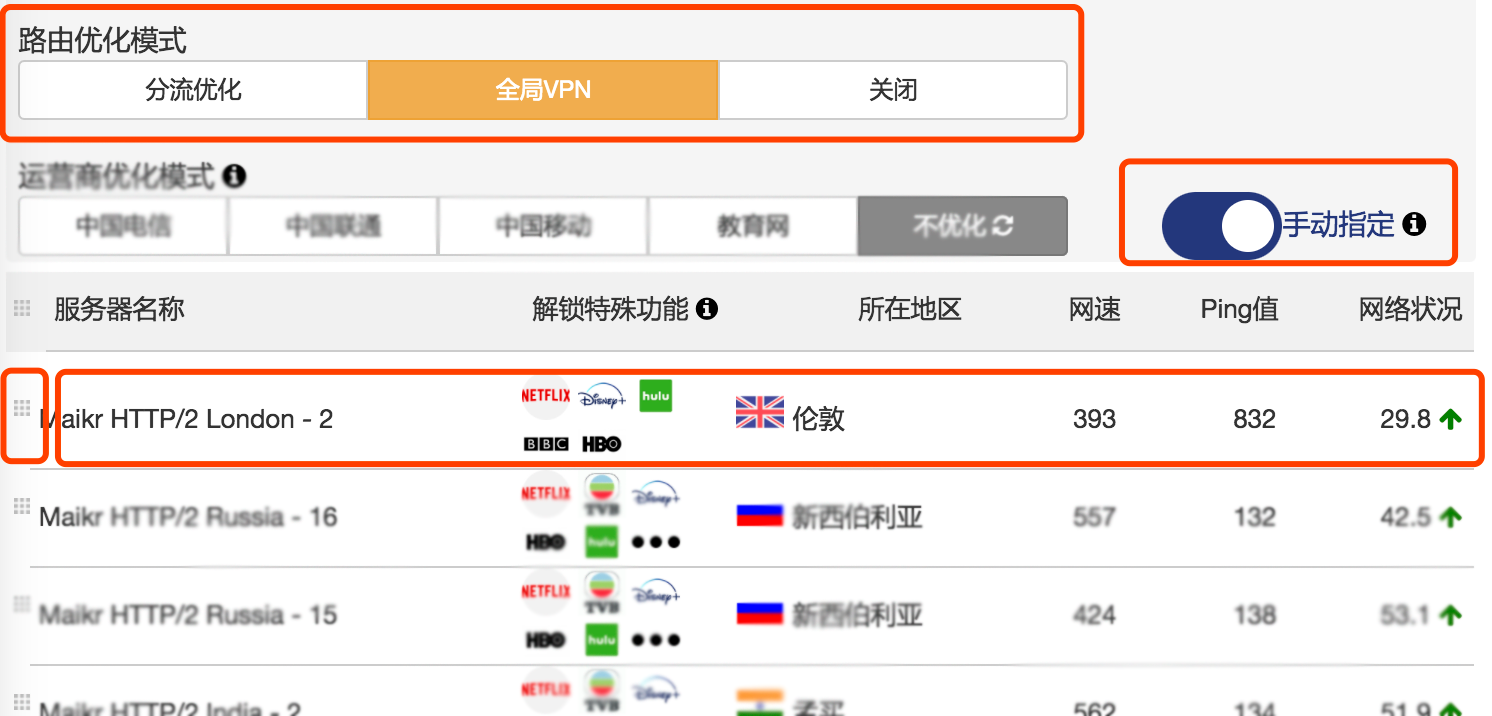 路由优化模式
分流优化 全局VPN 关闭
运营商优化模式
中国电信 中国联通 中国移动 教育网 不优化 手动指定
服务器名称 解锁特殊功能 所在地区 网速 Ping值 网络状况
NETFLIX Disney+ hulu
Maikr HTTP/2 London - 2 伦敦 393 832 29.8
BBC HBO
NETFLIX TVB Disney+
Maikr HTTP/2 Russia - 16 新西伯利亚 557 132 42.5
HBO hulu
NETFLIX TVB Disney+
Maikr HTTP/2 Russia - 15 新西伯利亚 424 138 53.1
HBO hulu
NETFLIX TVB Disney+
Maikr HTTP/2 India - 2 孟买 562 134 51.9